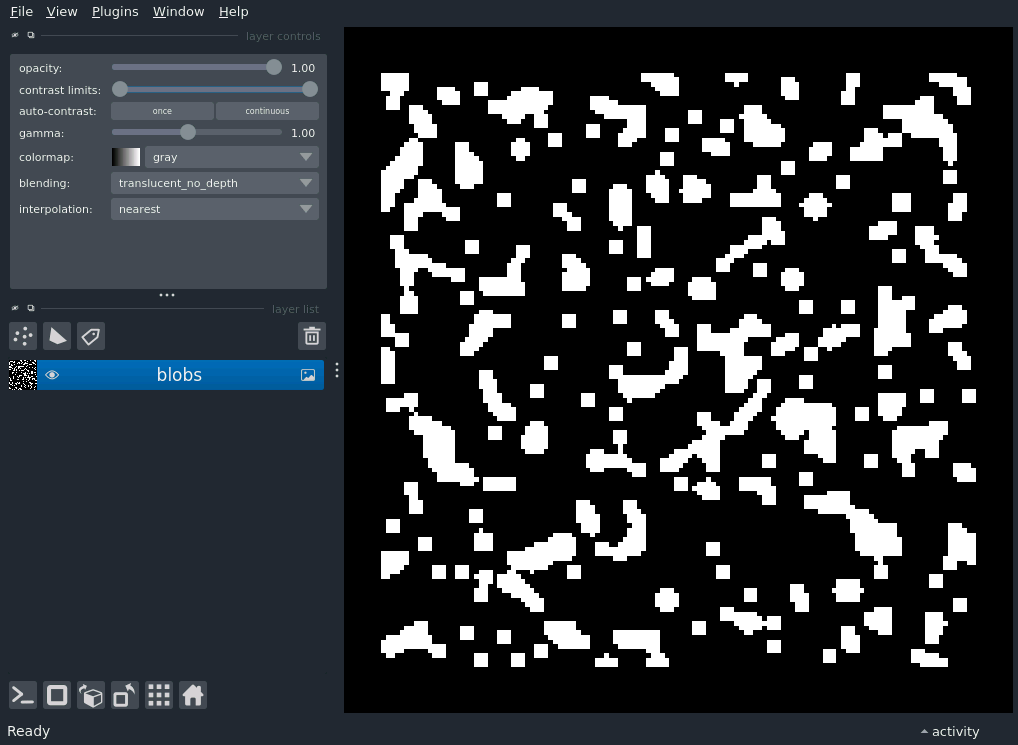 File View Plugins Window Help
layer controls
opacity: 1.00
contrast limits:
auto-contrast: once continuous
gamma: 1.00
colormap: gray
blending: translucent_no_depth
interpolation: nearest
layer list
blobs
Ready
activity